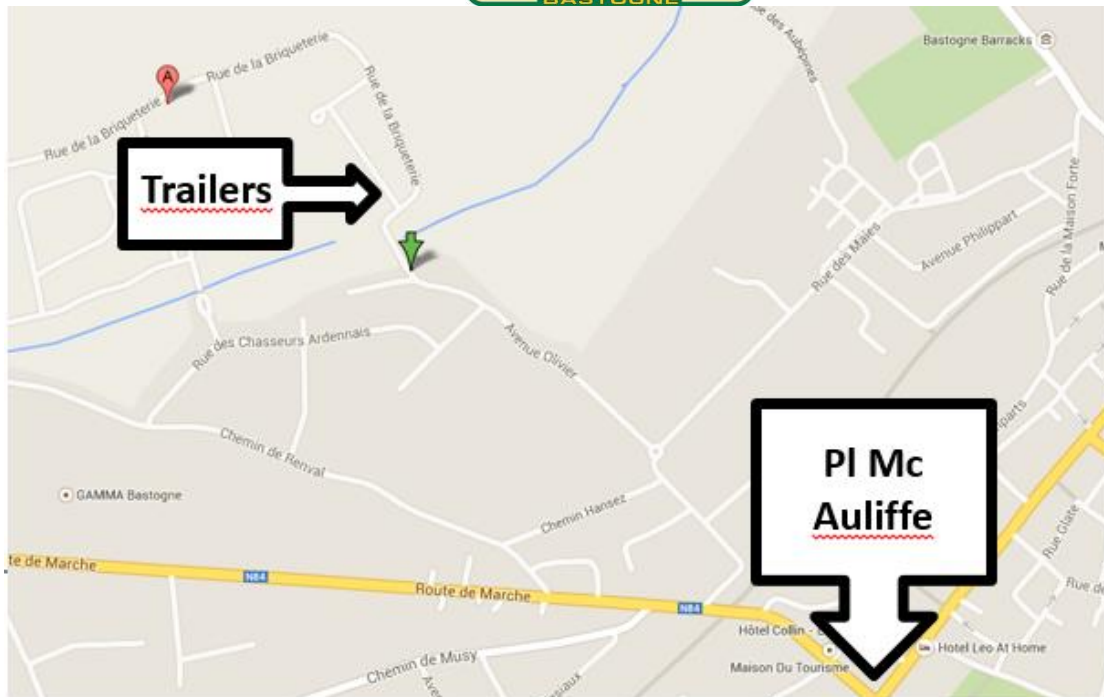 BASTOGNE
Rue des Aubépines
Bastogne Barracks
A
Rue de la Briqueterie
Rue de la Briqueterie
Rue de la Briqueterie
Trailers
Rue de la Maison Forte
Avenue Philippart
Rue des Maies
Rue des Chasseurs Ardennais
Avenue Olivier
Chemin de Renval
GAMMA Bastogne
Chemin Hansez
Pl Mc
Auliffe
Rue Glate
te de Marche
N84
Route de Marche
N84
Hôtel Collin -
Hotel Leo At Home
Maison Du Tourisme
Chemin de Musy